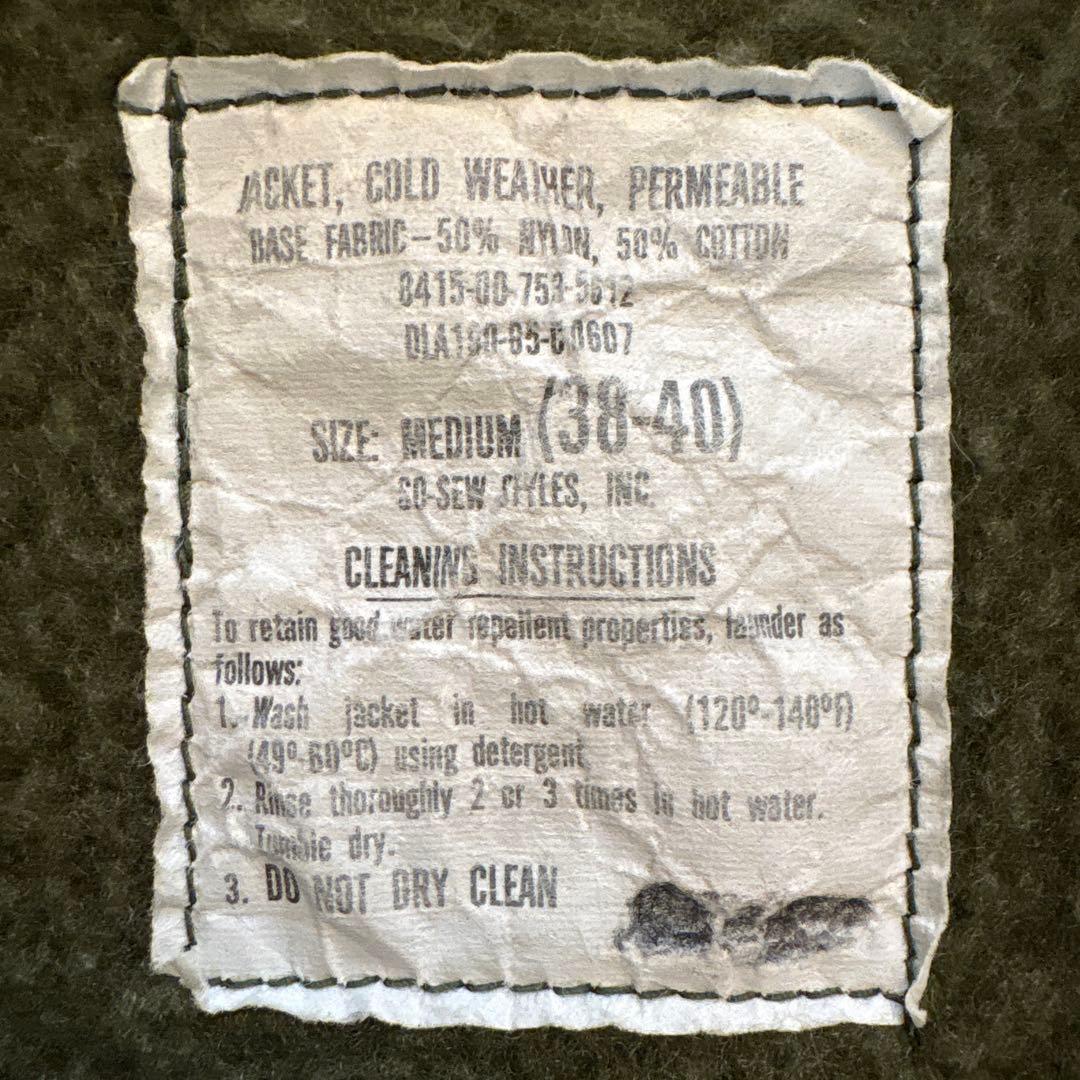 JACKET, COLD WEATHER, PERMEABLE
BASE FABRIC-50% NYLON, 50% COTTON
8415-00-753-5612
DLA100-85-C-0607
SIZE: MEDIUM (38-40)
SO-SEW STYLES, INC.
CLEANING INSTRUCTIONS
To retain good water repellent properties, launder as
follows:
1. Wash jacket in hot water (120°-140°F)
(49°-60°C) using detergent
2. Rinse thoroughly 2 or 3 times in hot water.
Tumble dry.
3. DO NOT DRY CLEAN